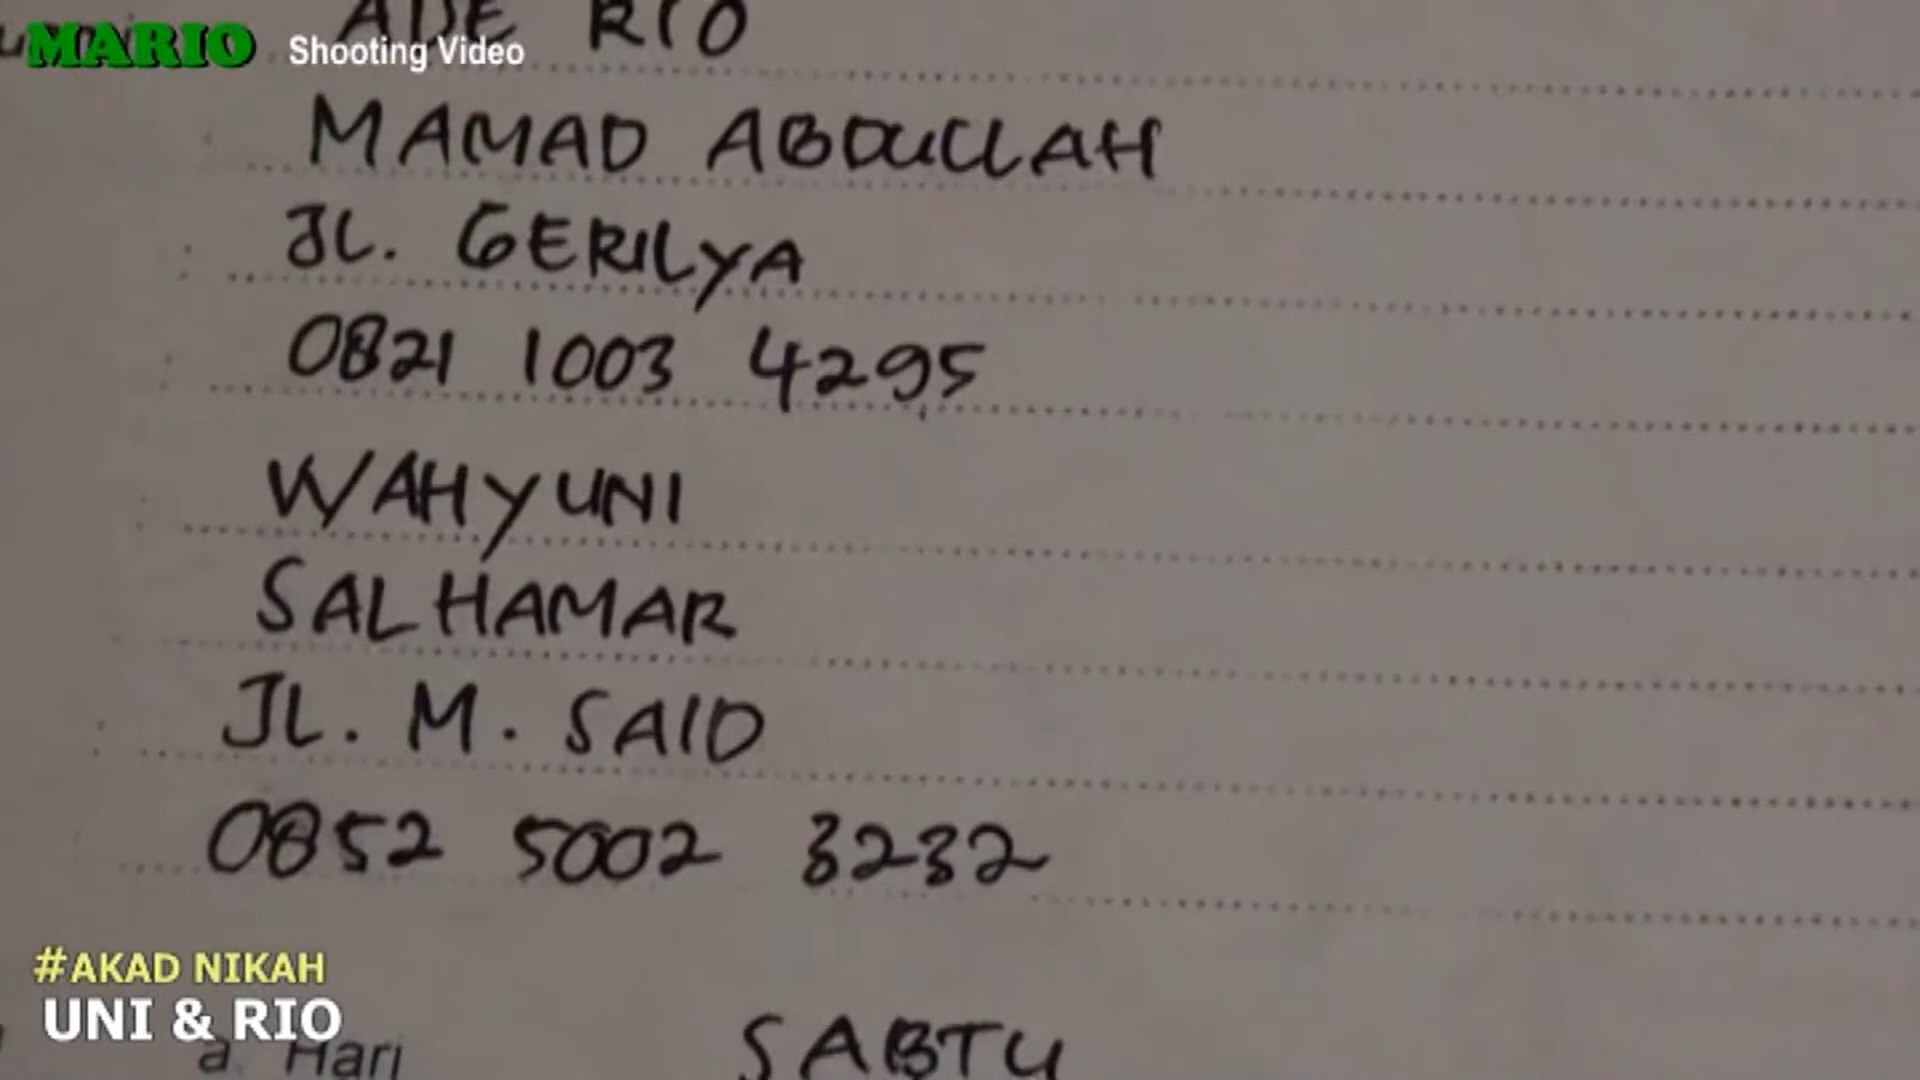 ADE RIO
MARIO Shooting Video
MAMAD ABDULLAH
JL. GERILYA
0821 1003 4295
WAHYUNI
SALHAMAR
JL. M. SAID
0852 5002 3232
#AKAD NIKAH
UNI & RIO
a. Hari SABTU